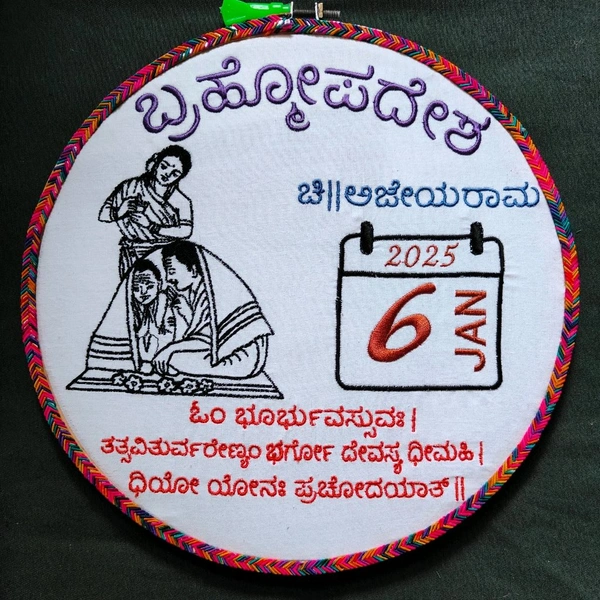 ಬ್ರಹ್ಮೋಪದೇಶ
ಚಿ||ಅಜೇಯರಾಮ
2025
6
JAN
ಓಂ ಭೂರ್ಭುವಸ್ಸುವಃ|
ತತ್ಸವಿತುರ್ವರೇಣ್ಯಂ ಭರ್ಗೋ ದೇವಸ್ಯ ಧೀಮಹಿ|
ಧಿಯೋ ಯೋನಃ ಪ್ರಚೋದಯಾತ್||